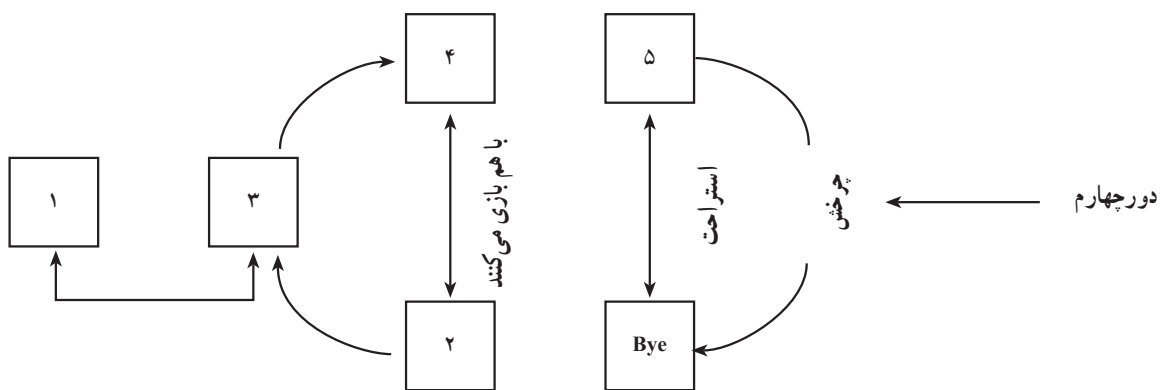 ۴
۵
با هم بازی می‌کنند
استراحت
چرخش
دورچهارم
۳
۱
۲
Bye